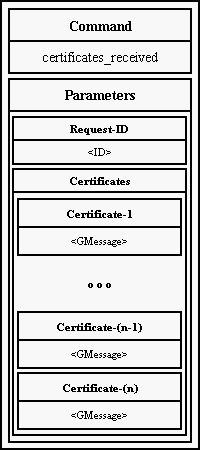 Command
certificates_received
Parameters
Request-ID
<ID>
Certificates
Certificate-1
<GMessage>
o o o
Certificate-(n-1)
<GMessage>
Certificate-(n)
<GMessage>